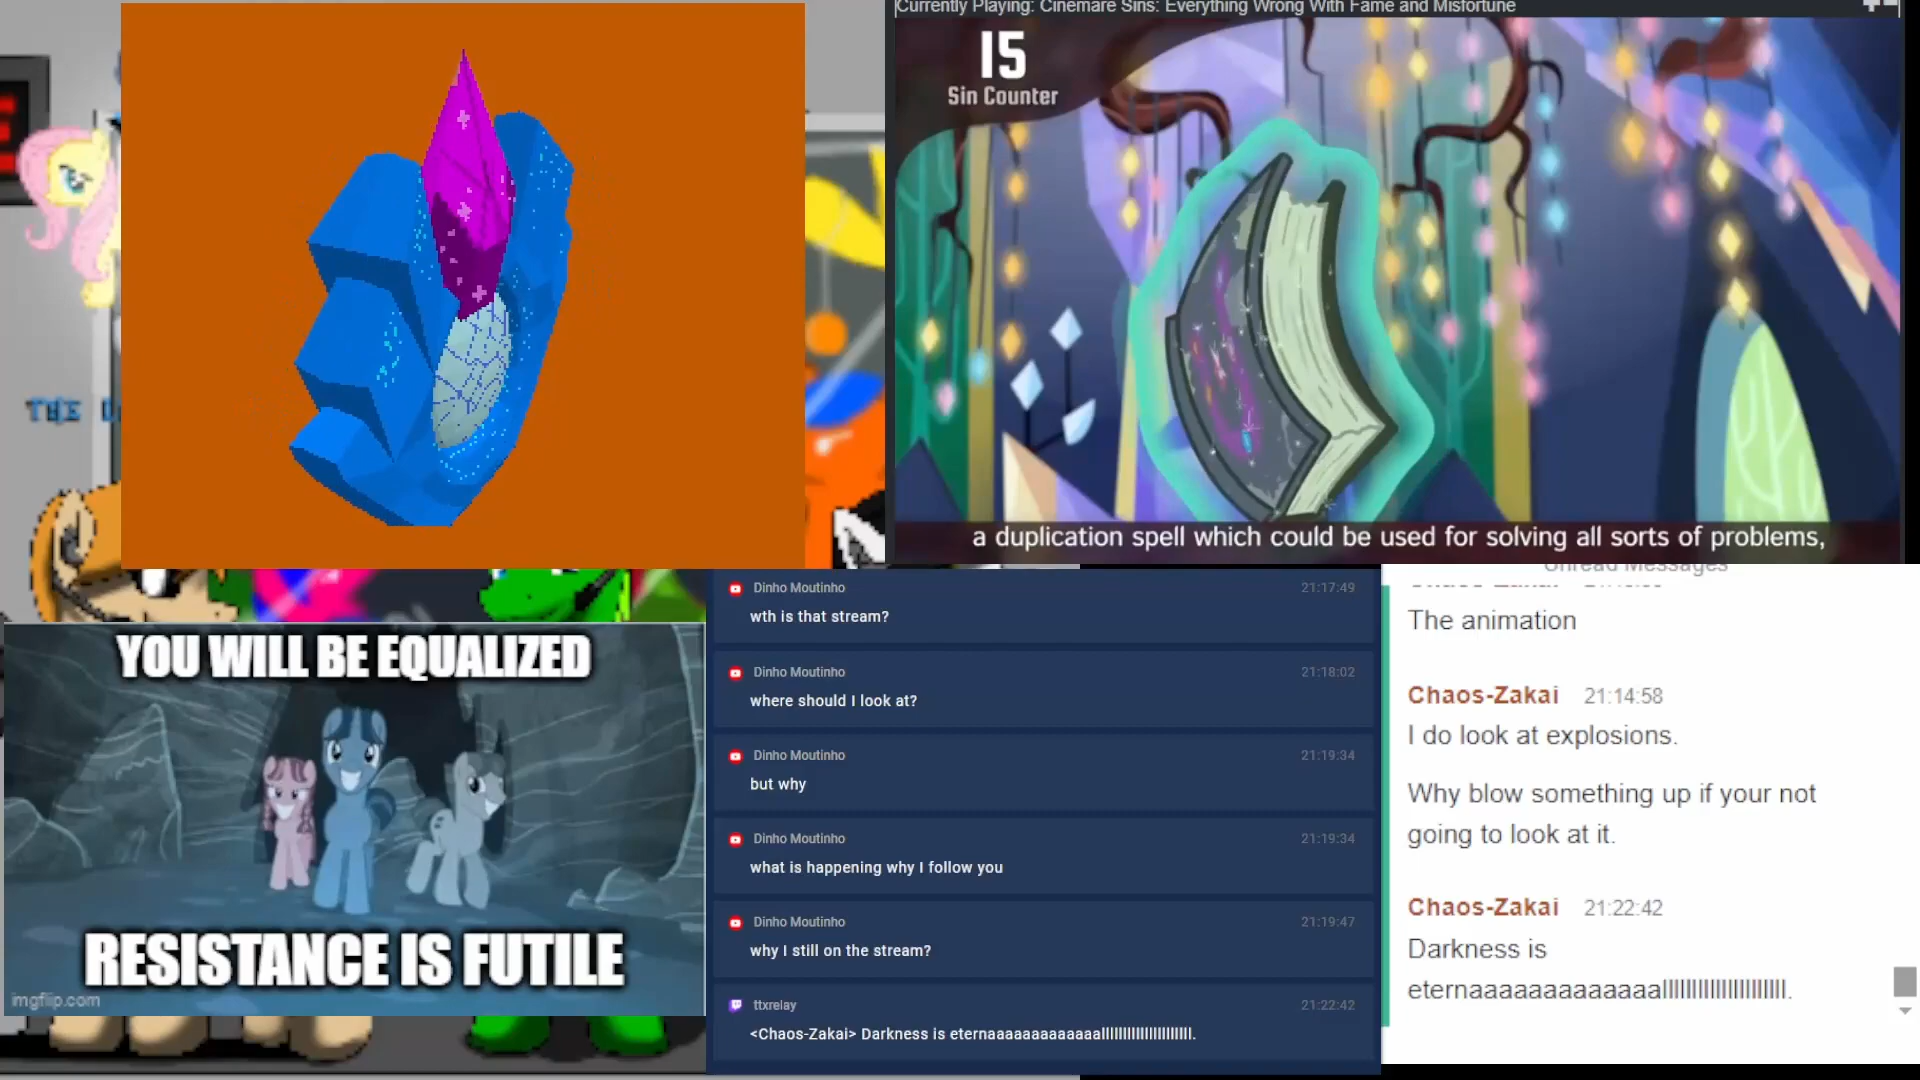 Currently Playing: Cinemare Sins: Everything Wrong With Fame and Misfortune
15
Sin Counter
a duplication spell which could be used for solving all sorts of problems,
YOU WILL BE EQUALIZED
RESISTANCE IS FUTILE
imgflip.com
Dinho Moutinho 21:17:49
wth is that stream?
Dinho Moutinho 21:18:02
where should I look at?
Dinho Moutinho 21:19:34
but why
Dinho Moutinho 21:19:34
what is happening why I follow you
Dinho Moutinho 21:19:47
why I still on the stream?
ttxrelay 21:22:42
<Chaos-Zakai> Darkness is eternaaaaaaaaaaaaallllllllllllllllllllll.
Unread Messages
The animation
Chaos-Zakai 21:14:58
I do look at explosions.
Why blow something up if your not
going to look at it.
Chaos-Zakai 21:22:42
Darkness is
eternaaaaaaaaaaaaallllllllllllllllllllll.
THE